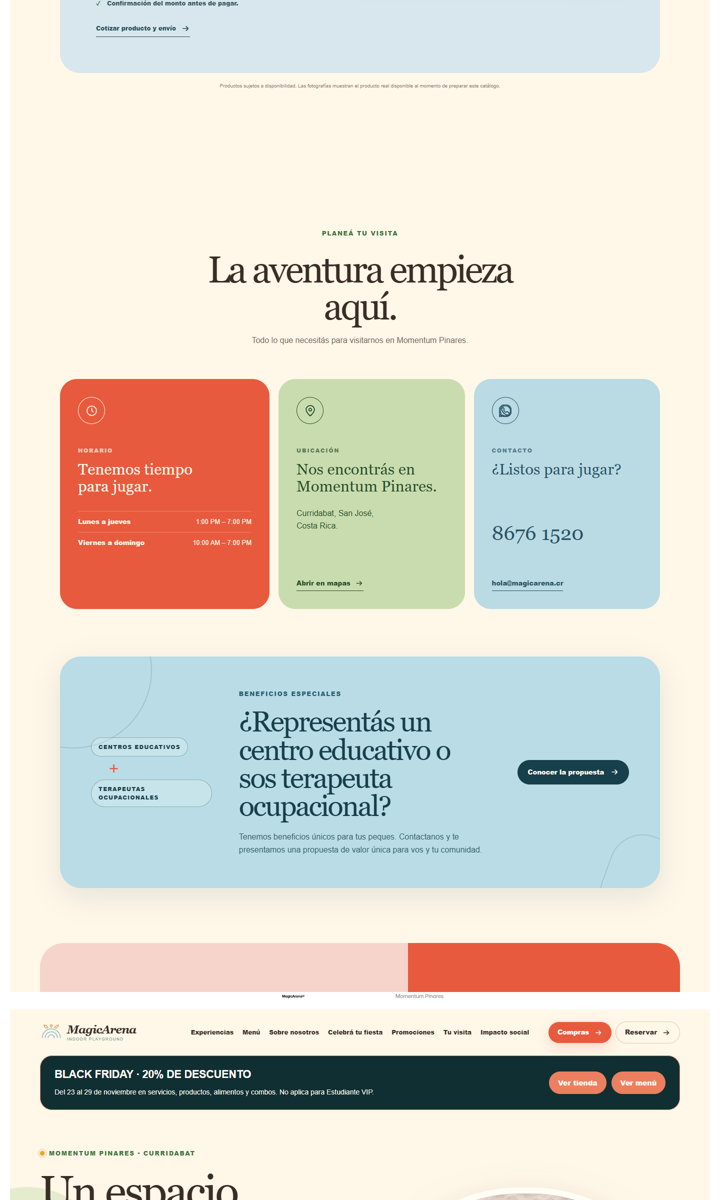 ✓ Confirmación del monto antes de pagar.
Cotizar producto y envío →
Productos sujetos a disponibilidad. Las fotografías muestran el producto real disponible al momento de preparar este catálogo.
PLANEÁ TU VISITA
La aventura empieza
aquí.
Todo lo que necesitás para visitarnos en Momentum Pinares.
HORARIO
Tenemos tiempo
para jugar.
Lunes a jueves 1:00 PM – 7:00 PM
Viernes a domingo 10:00 AM – 7:00 PM
UBICACIÓN
Nos encontrás en
Momentum Pinares.
Curridabat, San José,
Costa Rica.
Abrir en mapas →
CONTACTO
¿Listos para jugar?
8676 1520
hola@magicarena.cr
CENTROS EDUCATIVOS
+
TERAPEUTAS
OCUPACIONALES
BENEFICIOS ESPECIALES
¿Representás un
centro educativo o
sos terapeuta
ocupacional?
Tenemos beneficios únicos para tus peques. Contactanos y te
presentamos una propuesta de valor única para vos y tu comunidad.
Conocer la propuesta →
MagicArena® Momentum Pinares
MagicArena
INDOOR PLAYGROUND
Experiencias Menú Sobre nosotros Celebrá tu fiesta Promociones Tu visita Impacto social Compras → Reservar →
BLACK FRIDAY · 20% DE DESCUENTO
Del 23 al 29 de noviembre en servicios, productos, alimentos y combos. No aplica para Estudiante VIP.
Ver tienda Ver menú
MOMENTUM PINARES · CURRIDABAT
Un espacio